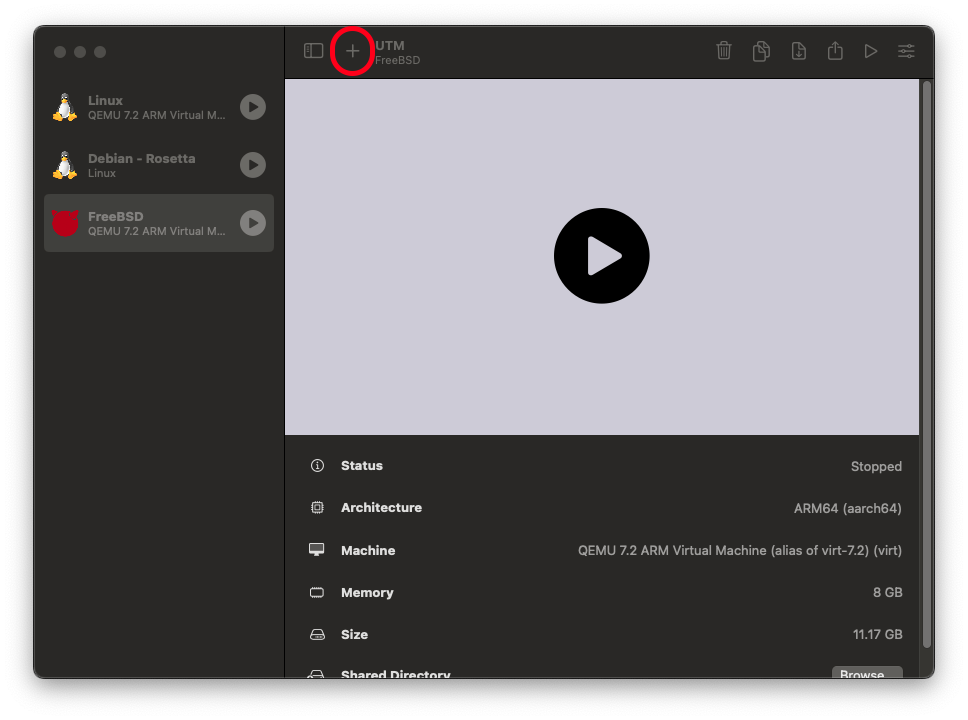 UTM
FreeBSD
Linux
QEMU 7.2 ARM Virtual M...
Debian - Rosetta
Linux
FreeBSD
QEMU 7.2 ARM Virtual M...
Status Stopped
Architecture ARM64 (aarch64)
Machine QEMU 7.2 ARM Virtual Machine (alias of virt-7.2) (virt)
Memory 8 GB
Size 11.17 GB
Shared Directory Browse...